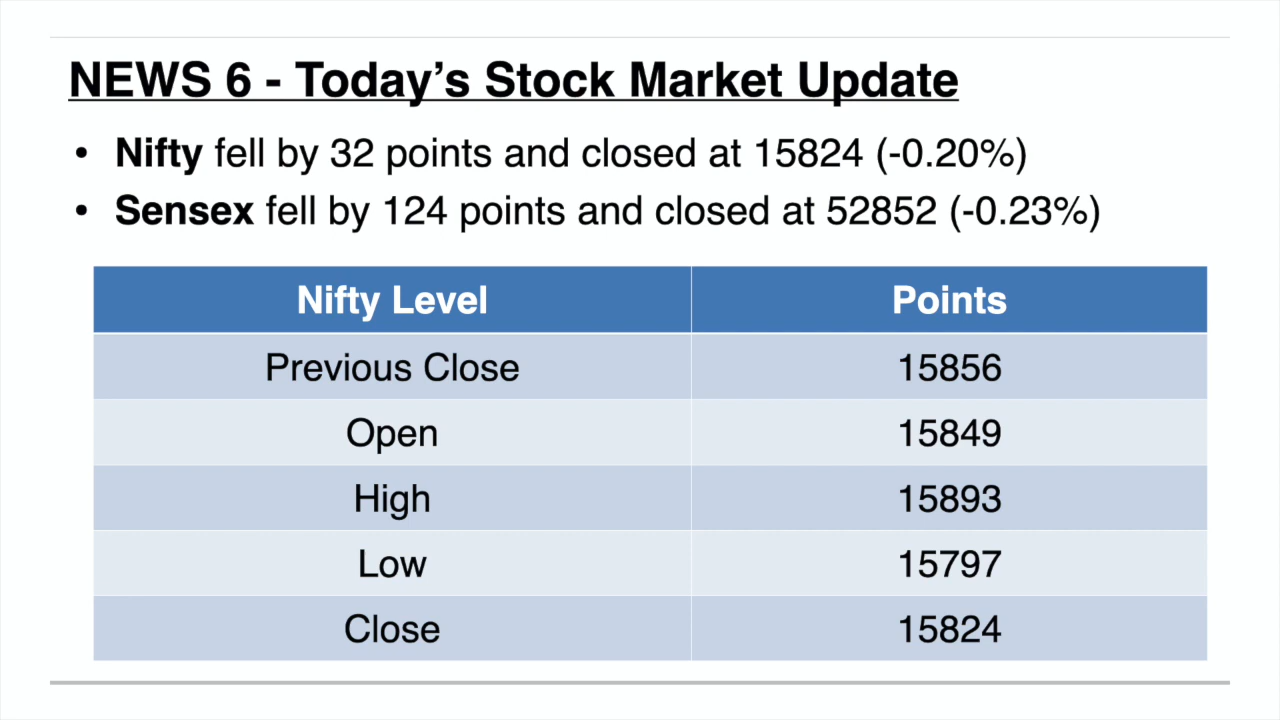 NEWS 6 - Today’s Stock Market Update
• Nifty fell by 32 points and closed at 15824 (-0.20%)
• Sensex fell by 124 points and closed at 52852 (-0.23%)
Nifty Level Points
Previous Close 15856
Open 15849
High 15893
Low 15797
Close 15824